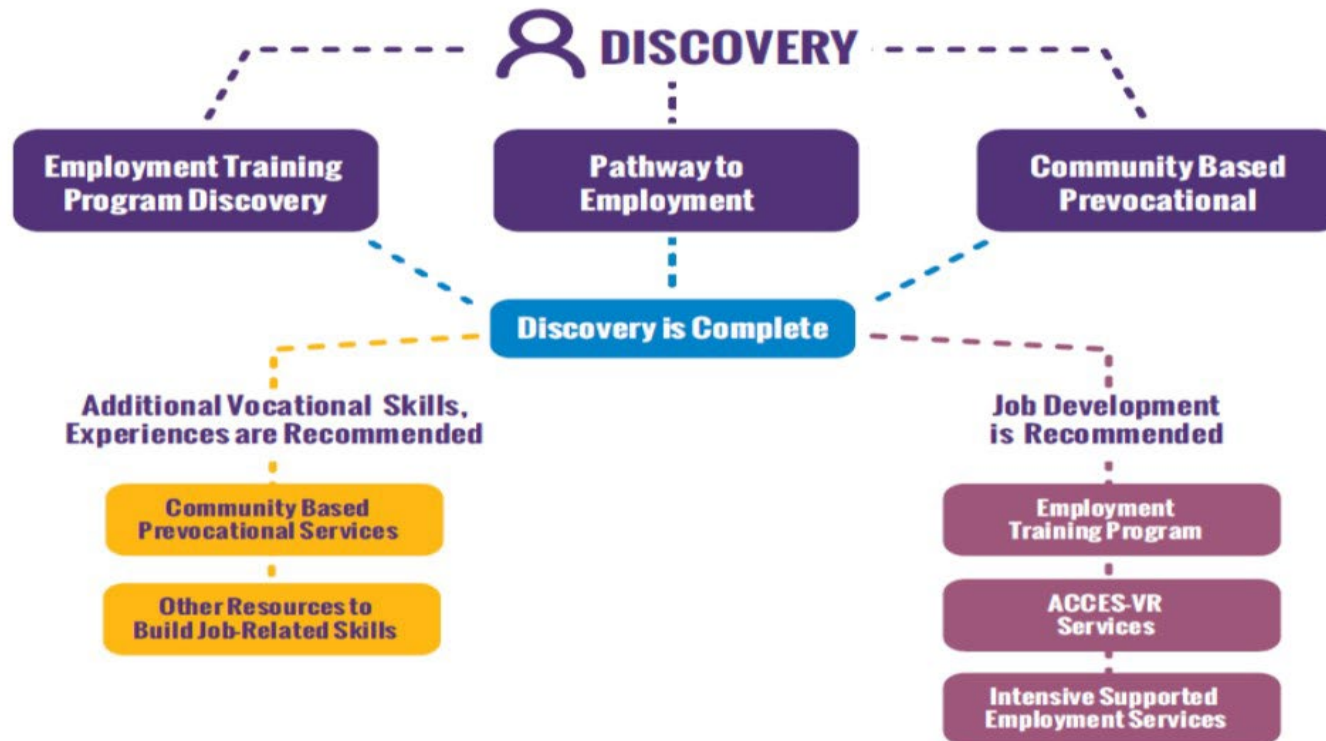 DISCOVERY
Employment Training
Program Discovery
Pathway to
Employment
Community Based
Prevocational
Discovery is Complete
Additional Vocational Skills,
Experiences are Recommended
Community Based
Prevocational Services
Other Resources to
Build Job-Related Skills
Job Development
is Recommended
Employment
Training Program
ACCES-VR
Services
Intensive Supported
Employment Services